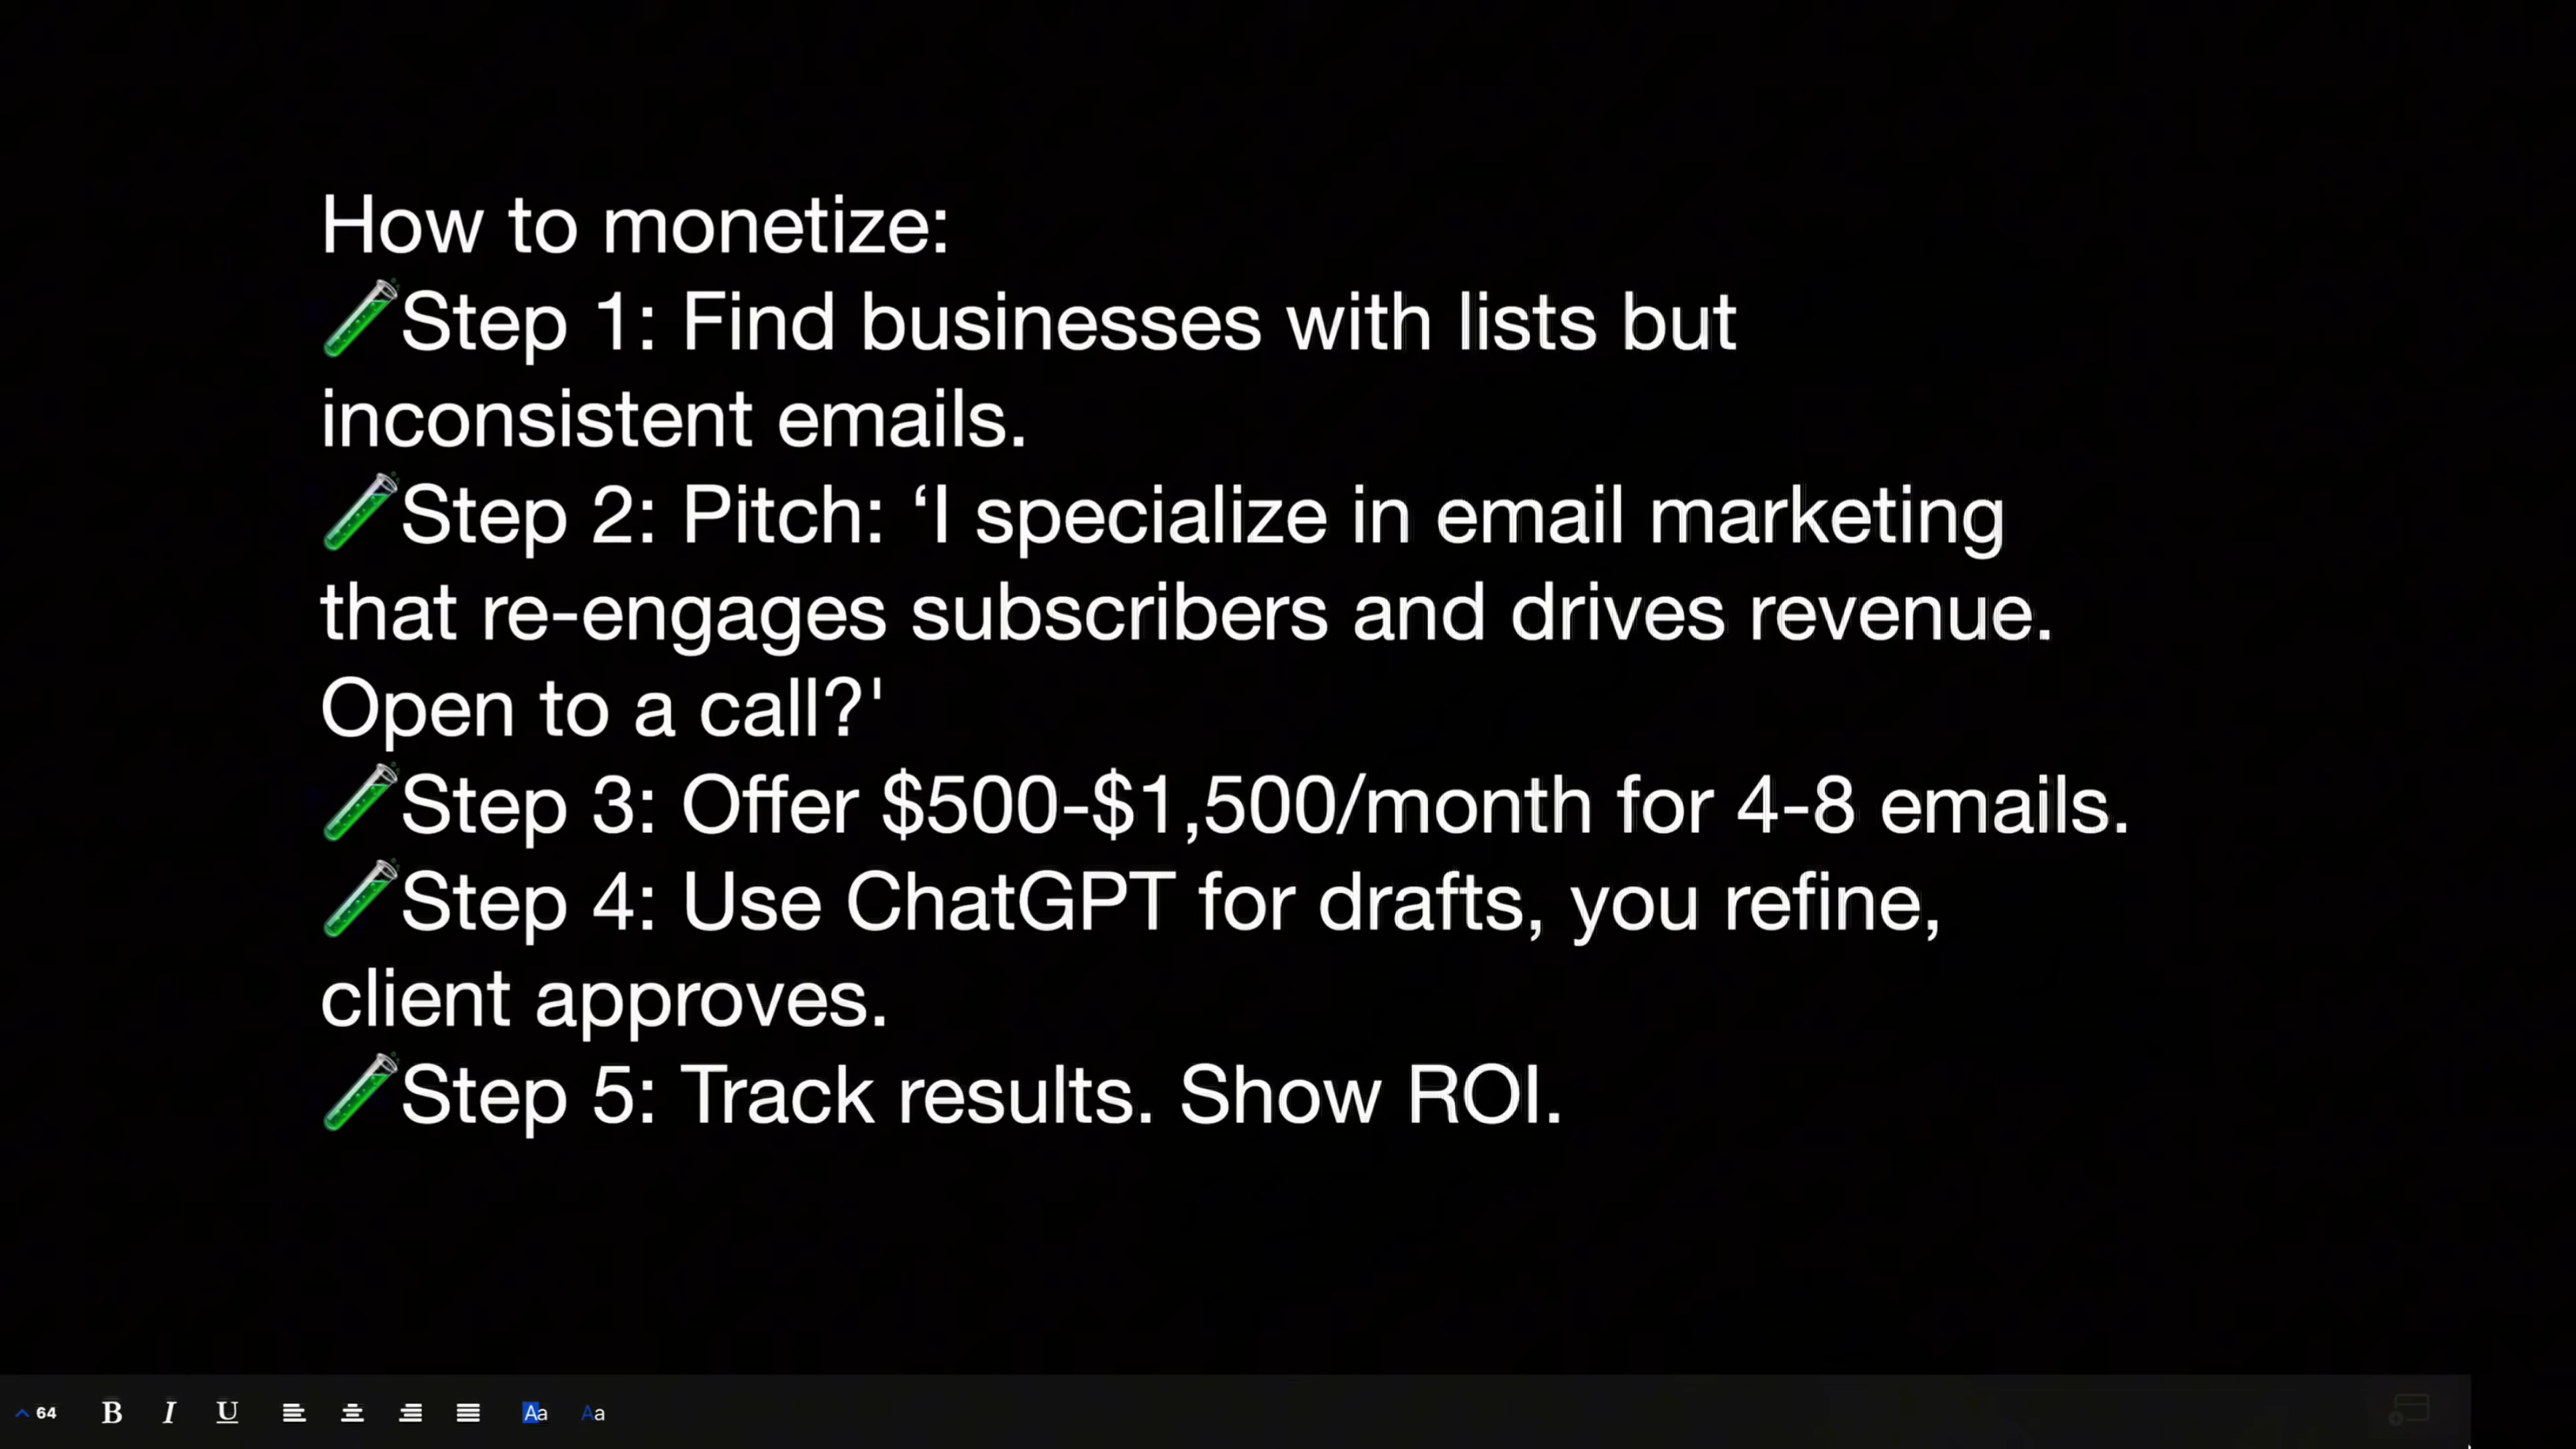 How to monetize:
🧪Step 1: Find businesses with lists but
inconsistent emails.
🧪Step 2: Pitch: ‘I specialize in email marketing
that re-engages subscribers and drives revenue.
Open to a call?'
🧪Step 3: Offer $500-$1,500/month for 4-8 emails.
🧪Step 4: Use ChatGPT for drafts, you refine,
client approves.
🧪Step 5: Track results. Show ROI.
64 B I U Aa Aa